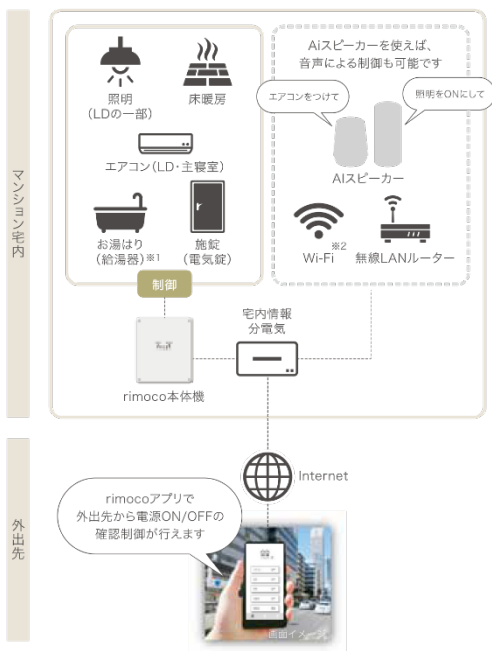 マンション宅内
照明
(LDの一部)
床暖房
エアコン(LD・主寝室)
お湯はり
(給湯器)※1
施錠
(電気錠)
制御
rimoco本体機
Aiスピーカーを使えば、
音声による制御も可能です
エアコンをつけて
照明をONにして
AIスピーカー
※2
Wi-Fi
無線LANルーター
宅内情報
分電気
Internet
外出先
rimocoアプリで
外出先から電源ON/OFFの
確認制御が行えます
画面イメージ